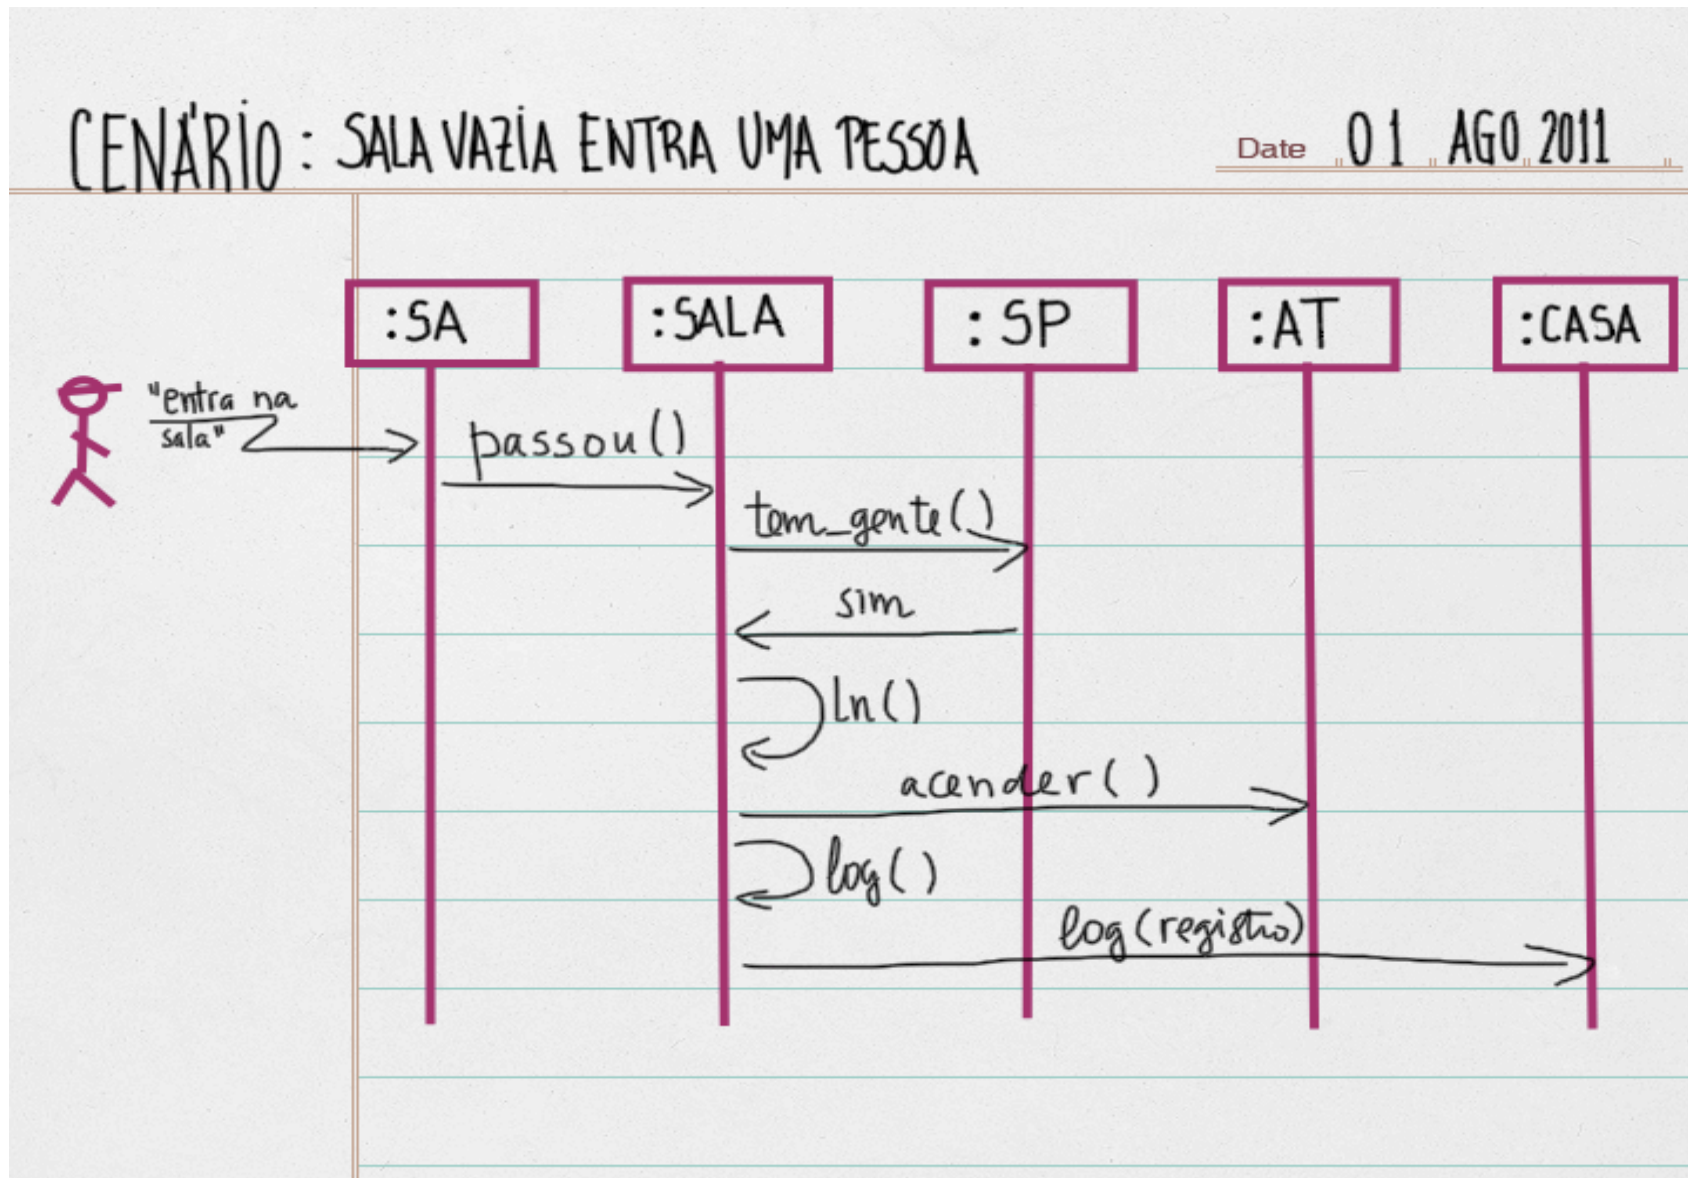 CENÁRIO: SALA VAZIA ENTRA UMA PESSOA
Date 01 AGO 2011
:SA
:SALA
:SP
:AT
:CASA
"entra na
sala"
passou()
tem_gente()
sim
ln()
acender()
log()
log(registro)